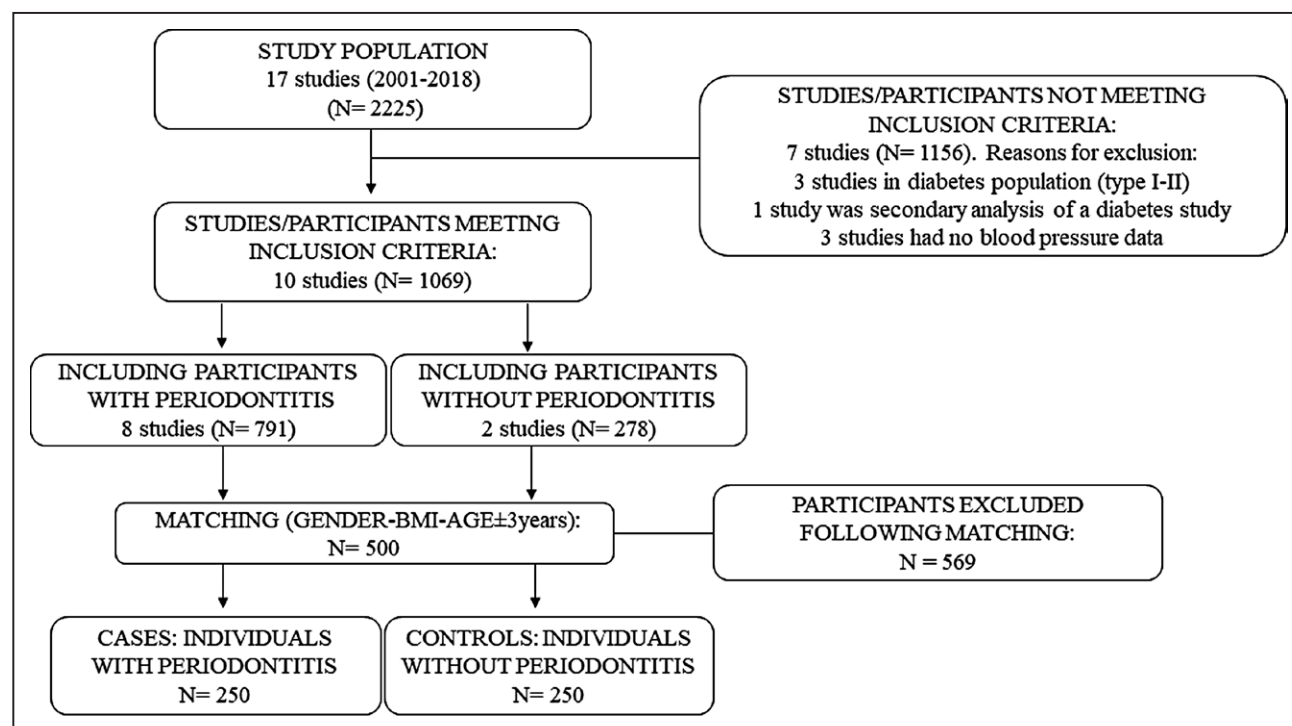 STUDY POPULATION
17 studies (2001-2018)
(N= 2225)
STUDIES/PARTICIPANTS NOT MEETING
INCLUSION CRITERIA:
7 studies (N= 1156). Reasons for exclusion:
3 studies in diabetes population (type I-II)
1 study was secondary analysis of a diabetes study
3 studies had no blood pressure data
STUDIES/PARTICIPANTS MEETING
INCLUSION CRITERIA:
10 studies (N= 1069)
INCLUDING PARTICIPANTS
WITH PERIODONTITIS
8 studies (N= 791)
INCLUDING PARTICIPANTS
WITHOUT PERIODONTITIS
2 studies (N= 278)
MATCHING (GENDER-BMI-AGE±3years):
N= 500
PARTICIPANTS EXCLUDED
FOLLOWING MATCHING:
N = 569
CASES: INDIVIDUALS
WITH PERIODONTITIS
N= 250
CONTROLS: INDIVIDUALS
WITHOUT PERIODONTITIS
N= 250